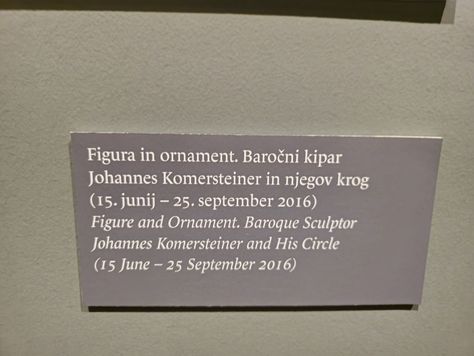 Figura in ornament. Baročni kipar
Johannes Komersteiner in njegov krog
(15. junij – 25. september 2016)
Figure and Ornament. Baroque Sculptor
Johannes Komersteiner and His Circle
(15 June – 25 September 2016)